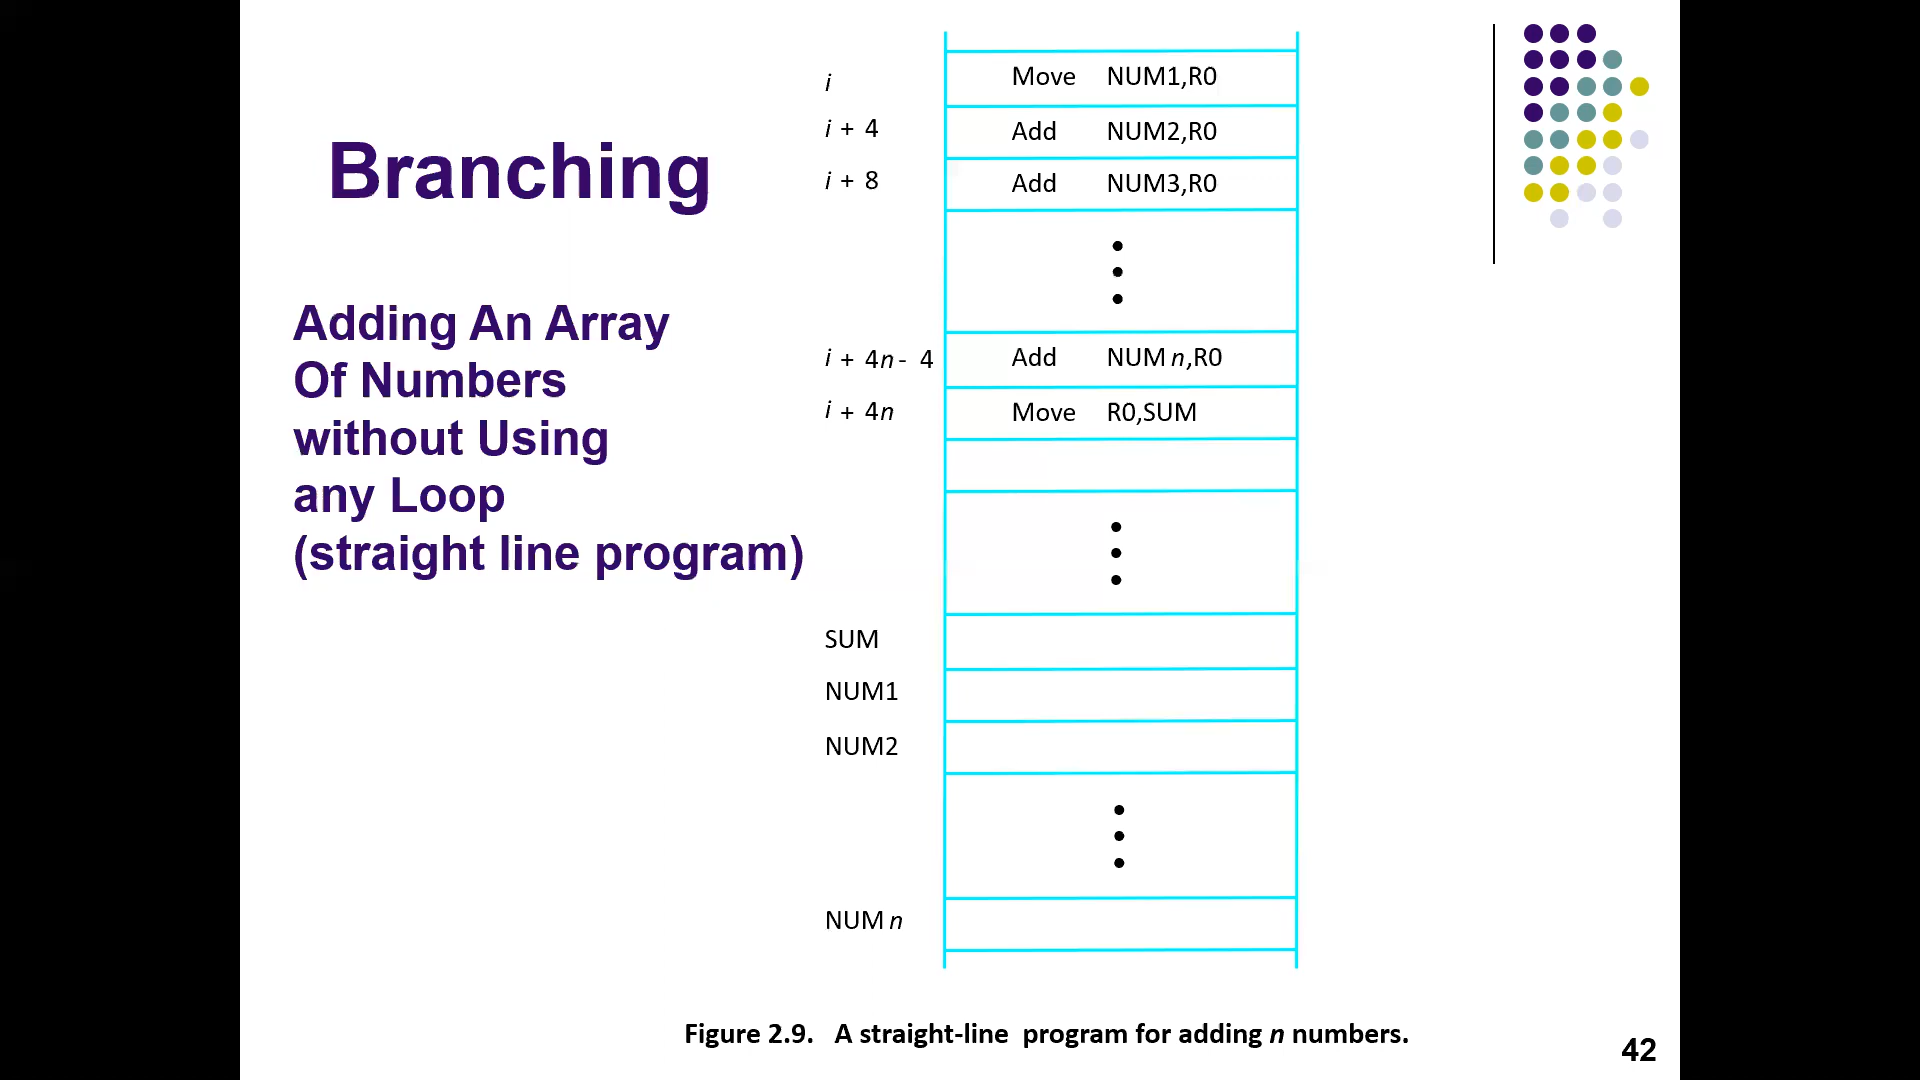 Branching
Adding An Array
Of Numbers
without Using
any Loop
(straight line program)
i Move NUM1,R0
i + 4 Add NUM2,R0
i + 8 Add NUM3,R0
i + 4n - 4 Add NUMn,R0
i + 4n Move R0,SUM
SUM
NUM1
NUM2
NUMn
Figure 2.9. A straight-line program for adding n numbers.
42